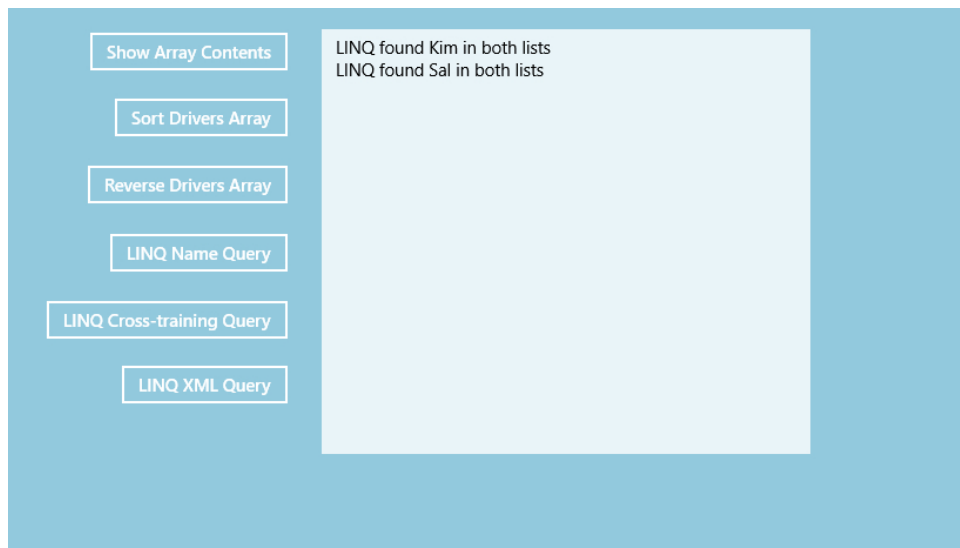 Show Array Contents
Sort Drivers Array
Reverse Drivers Array
LINQ Name Query
LINQ Cross-training Query
LINQ XML Query
LINQ found Kim in both lists
LINQ found Sal in both lists